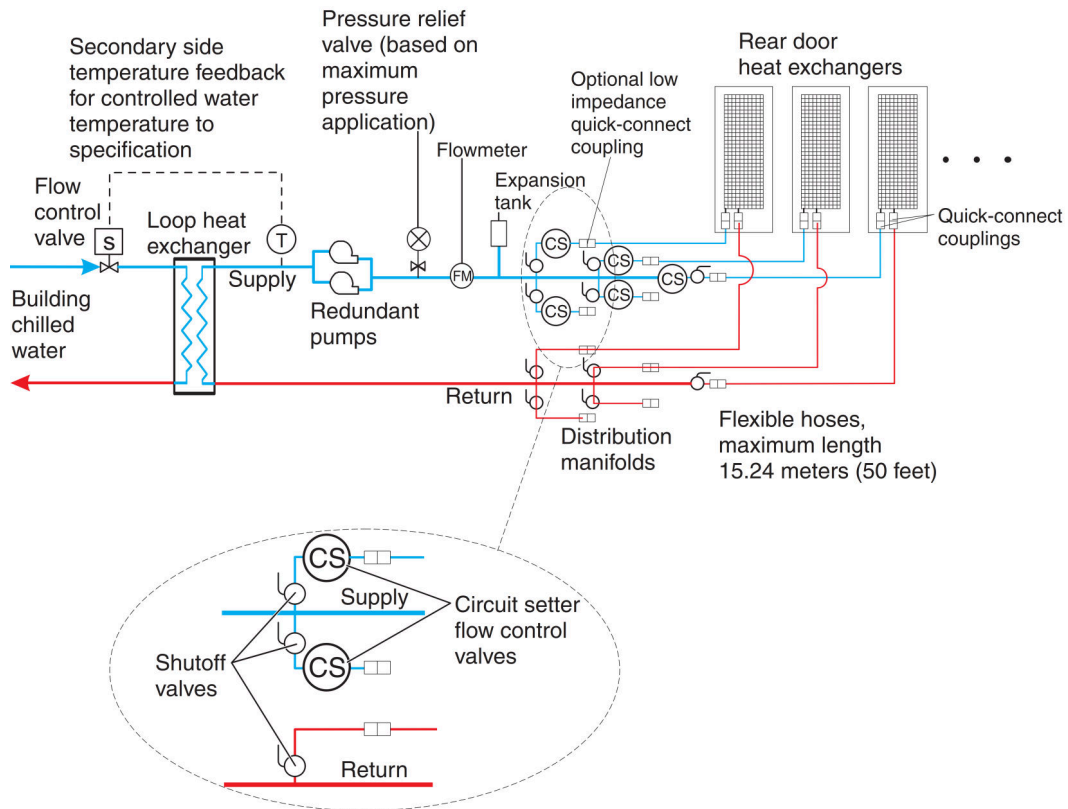 Secondary side
temperature feedback
for controlled water
temperature to
specification
Pressure relief
valve (based on
maximum
pressure
application)
Flowmeter
Optional low
impedance
quick-connect
coupling
Rear door
heat exchangers
Flow
control
valve
S
Loop heat
exchanger
T
Supply
Redundant
pumps
FM
Expansion
tank
CS
CS
CS
CS
CS
• • •
Quick-connect
couplings
Building
chilled
water
Return
Distribution
manifolds
Flexible hoses,
maximum length
15.24 meters (50 feet)
CS
Supply
CS
Circuit setter
flow control
valves
Shutoff
valves
Return